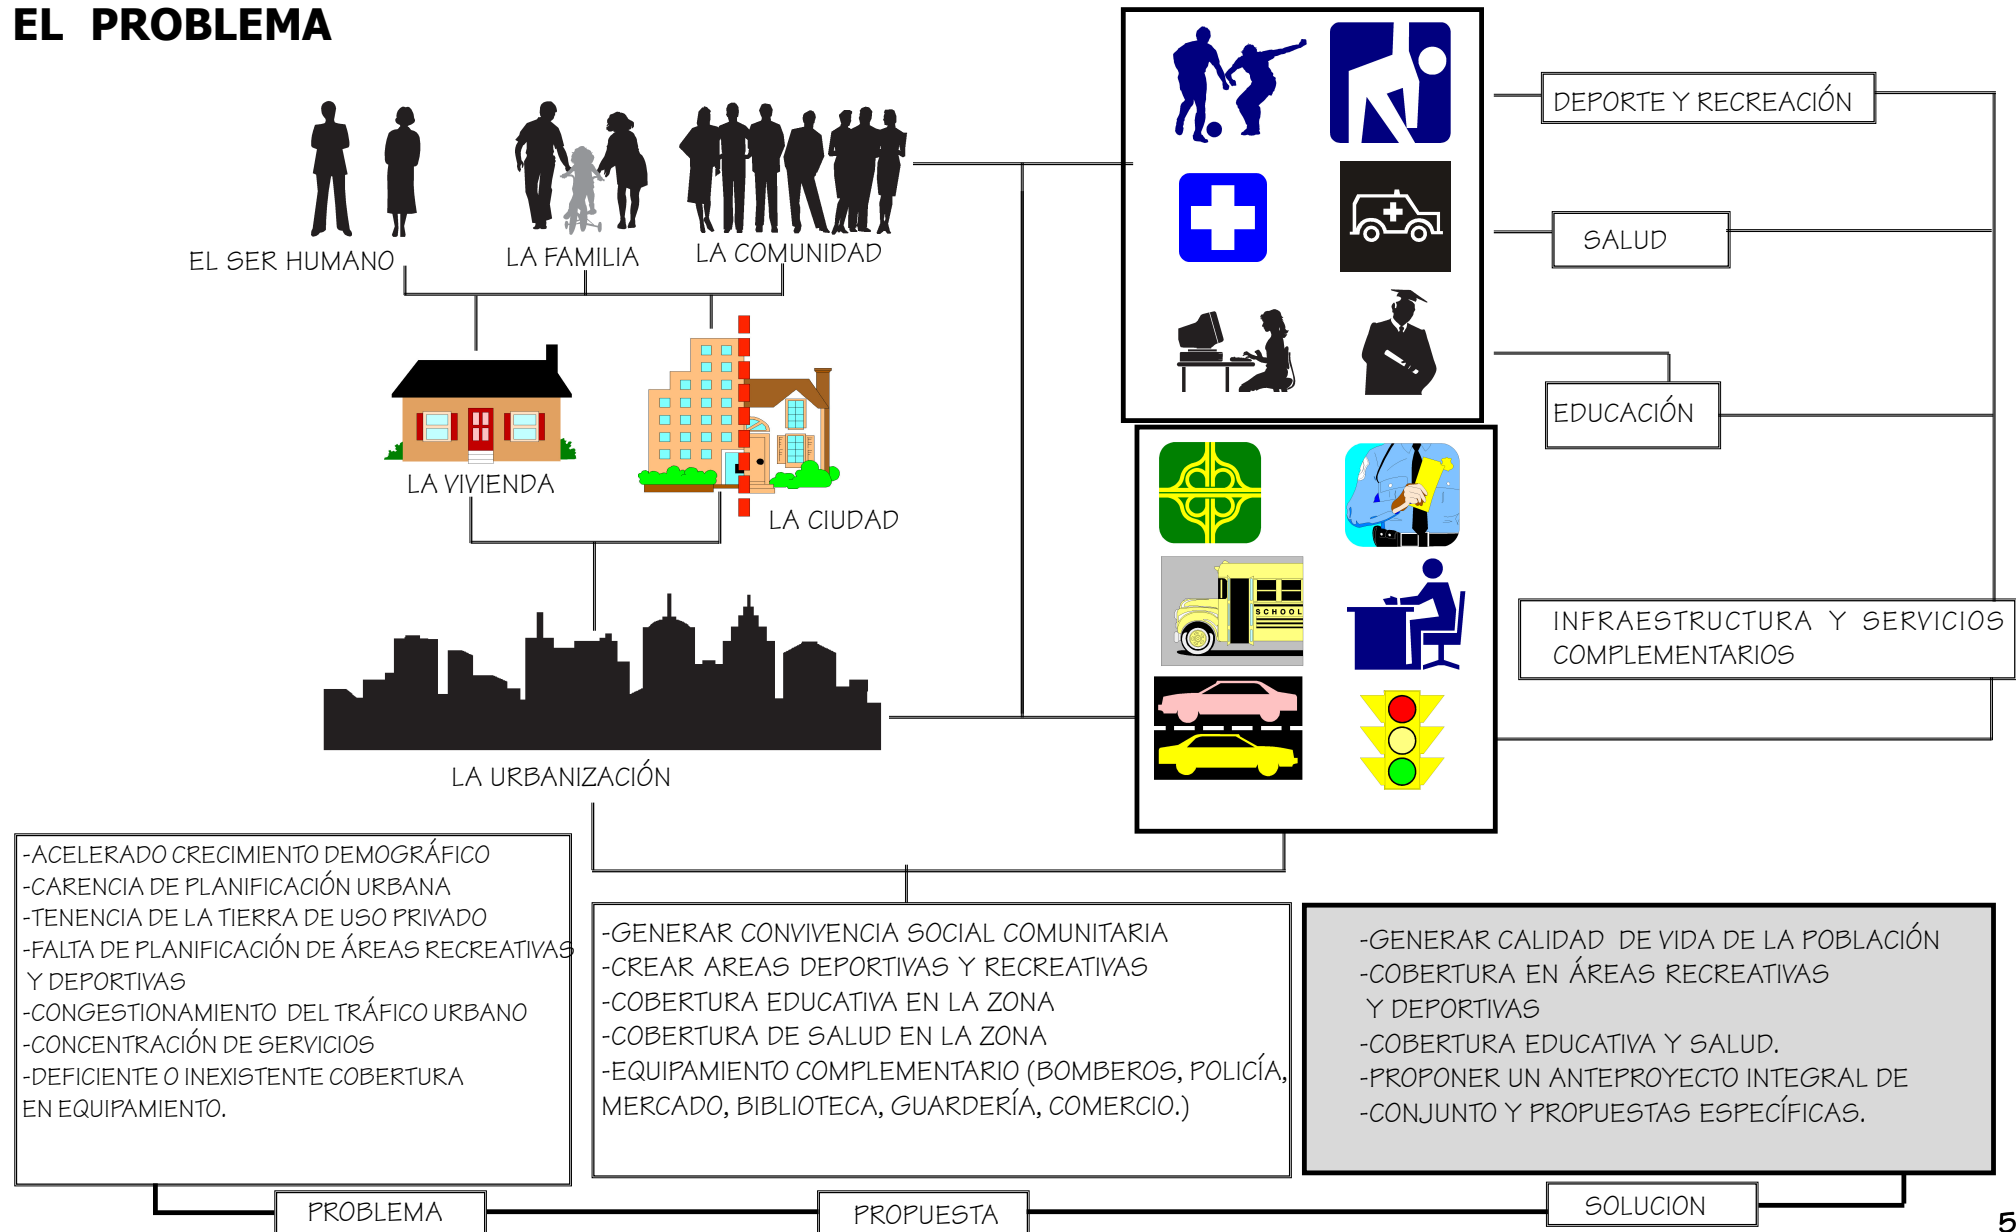 EL PROBLEMA
EL SER HUMANO
LA FAMILIA
LA COMUNIDAD
LA VIVIENDA
LA CIUDAD
LA URBANIZACIÓN
SCHOOL
DEPORTE Y RECREACIÓN
SALUD
EDUCACIÓN
INFRAESTRUCTURA Y SERVICIOS
COMPLEMENTARIOS
-ACELERADO CRECIMIENTO DEMOGRÁFICO
-CARENCIA DE PLANIFICACIÓN URBANA
-TENENCIA DE LA TIERRA DE USO PRIVADO
-FALTA DE PLANIFICACIÓN DE ÁREAS RECREATIVAS
Y DEPORTIVAS
-CONGESTIONAMIENTO DEL TRÁFICO URBANO
-CONCENTRACIÓN DE SERVICIOS
-DEFICIENTE O INEXISTENTE COBERTURA
EN EQUIPAMIENTO.
-GENERAR CONVIVENCIA SOCIAL COMUNITARIA
-CREAR AREAS DEPORTIVAS Y RECREATIVAS
-COBERTURA EDUCATIVA EN LA ZONA
-COBERTURA DE SALUD EN LA ZONA
-EQUIPAMIENTO COMPLEMENTARIO (BOMBEROS, POLICÍA,
MERCADO, BIBLIOTECA, GUARDERÍA, COMERCIO.)
-GENERAR CALIDAD DE VIDA DE LA POBLACIÓN
-COBERTURA EN ÁREAS RECREATIVAS
Y DEPORTIVAS
-COBERTURA EDUCATIVA Y SALUD.
-PROPONER UN ANTEPROYECTO INTEGRAL DE
-CONJUNTO Y PROPUESTAS ESPECÍFICAS.
PROBLEMA
PROPUESTA
SOLUCION
5